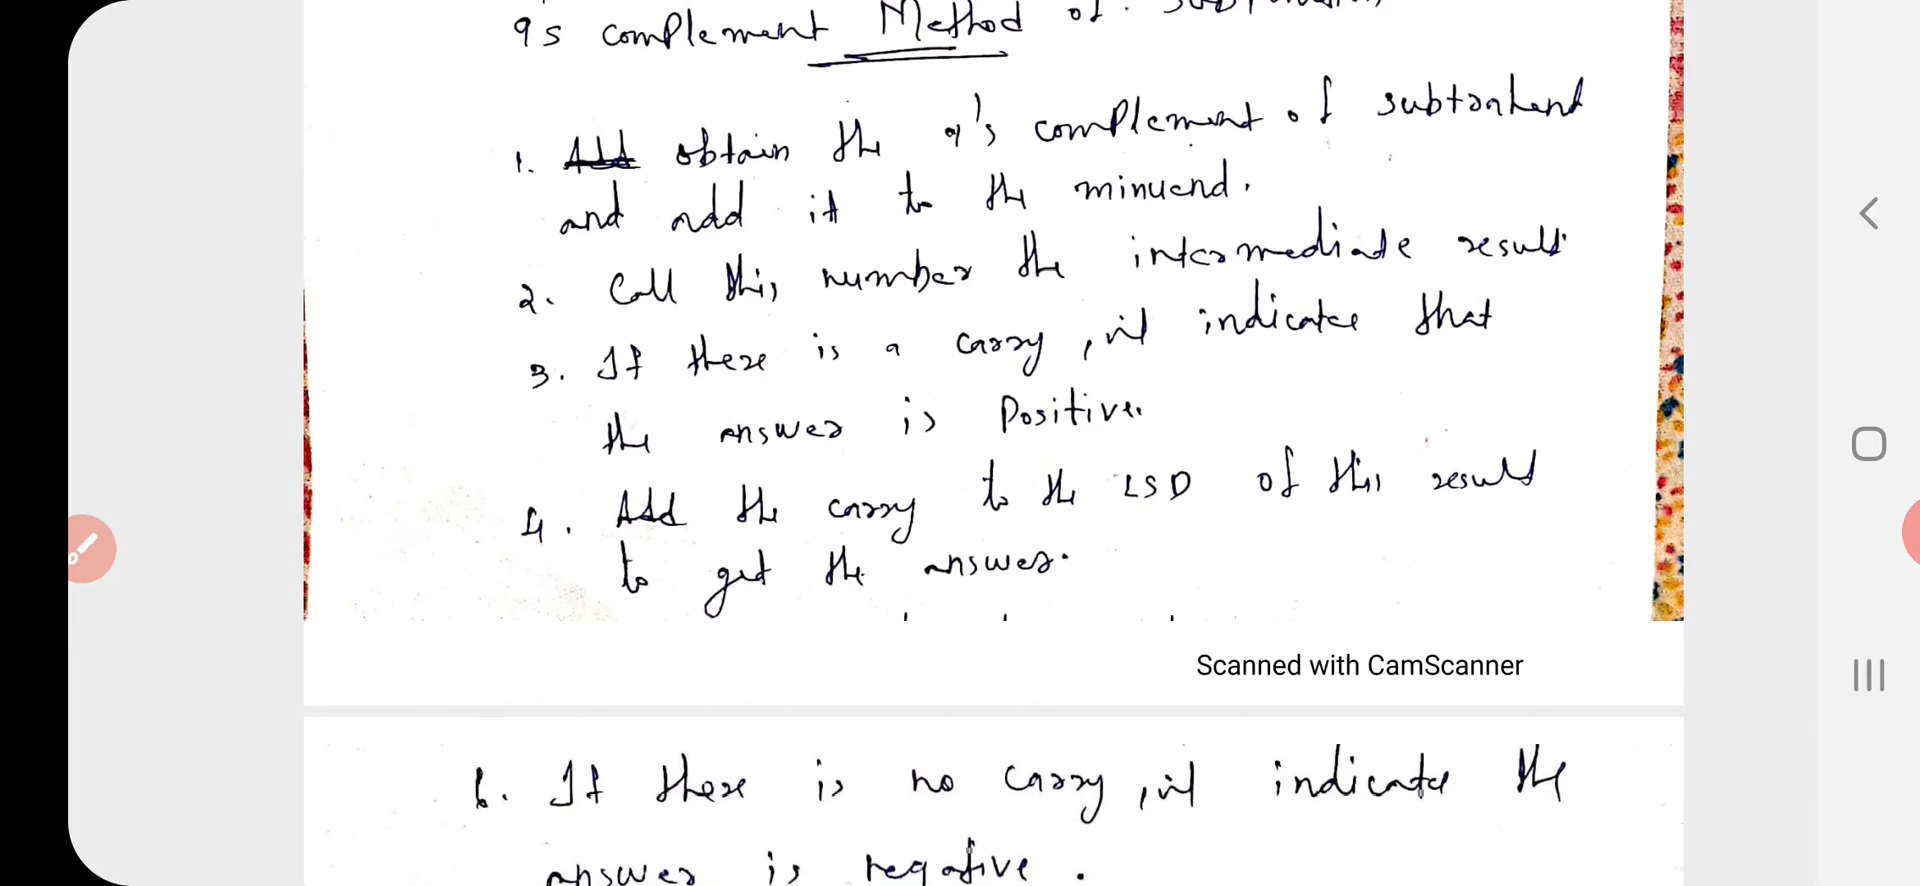 9s complement Method of
1. Add obtain the 9's complement of subtrahend
and add it to the minuend.
2. Call this number the intermediate result
3. If there is a carry, it indicates that
the answer is Positive.
4. Add the carry to the LSD of this result
to get the answer.
Scanned with CamScanner
6. If there is no carry, it indicate the
answer is negative.